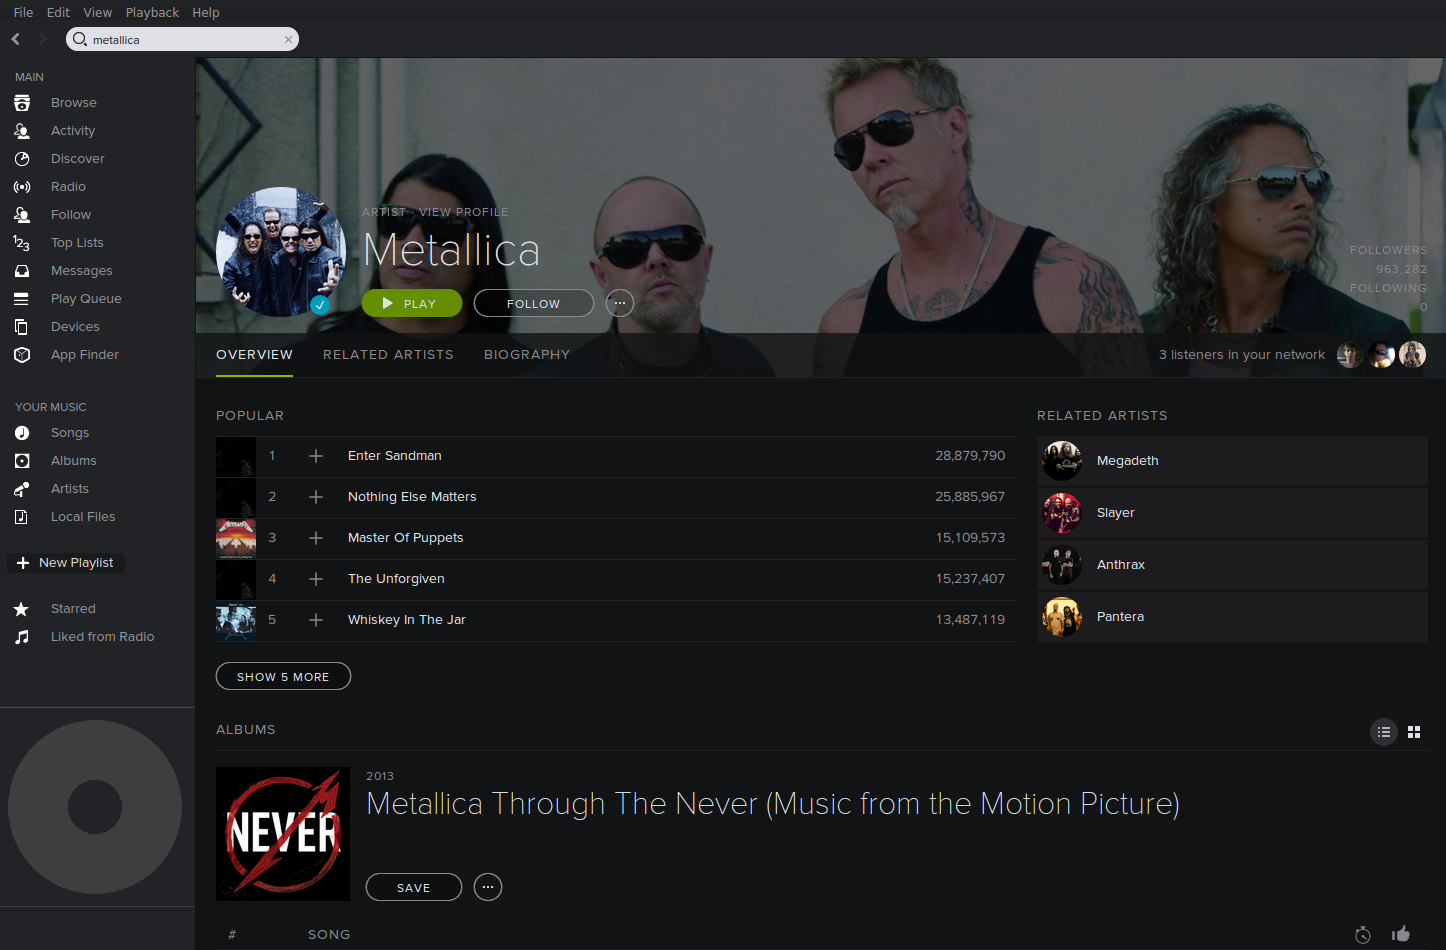 File Edit View Playback Help
metallica
MAIN
Browse
Activity
Discover
Radio
Follow
Top Lists
Messages
Play Queue
Devices
App Finder
YOUR MUSIC
Songs
Albums
Artists
Local Files
New Playlist
Starred
Liked from Radio
ARTIST · VIEW PROFILE
Metallica
PLAY FOLLOW ...
FOLLOWERS
963,282
FOLLOWING
0
OVERVIEW RELATED ARTISTS BIOGRAPHY 3 listeners in your network
POPULAR
1 Enter Sandman 28,879,790
2 Nothing Else Matters 25,885,967
3 Master Of Puppets 15,109,573
4 The Unforgiven 15,237,407
5 Whiskey In The Jar 13,487,119
SHOW 5 MORE
RELATED ARTISTS
Megadeth
Slayer
Anthrax
Pantera
ALBUMS
NEVER
2013
Metallica Through The Never (Music from the Motion Picture)
SAVE ...
# SONG